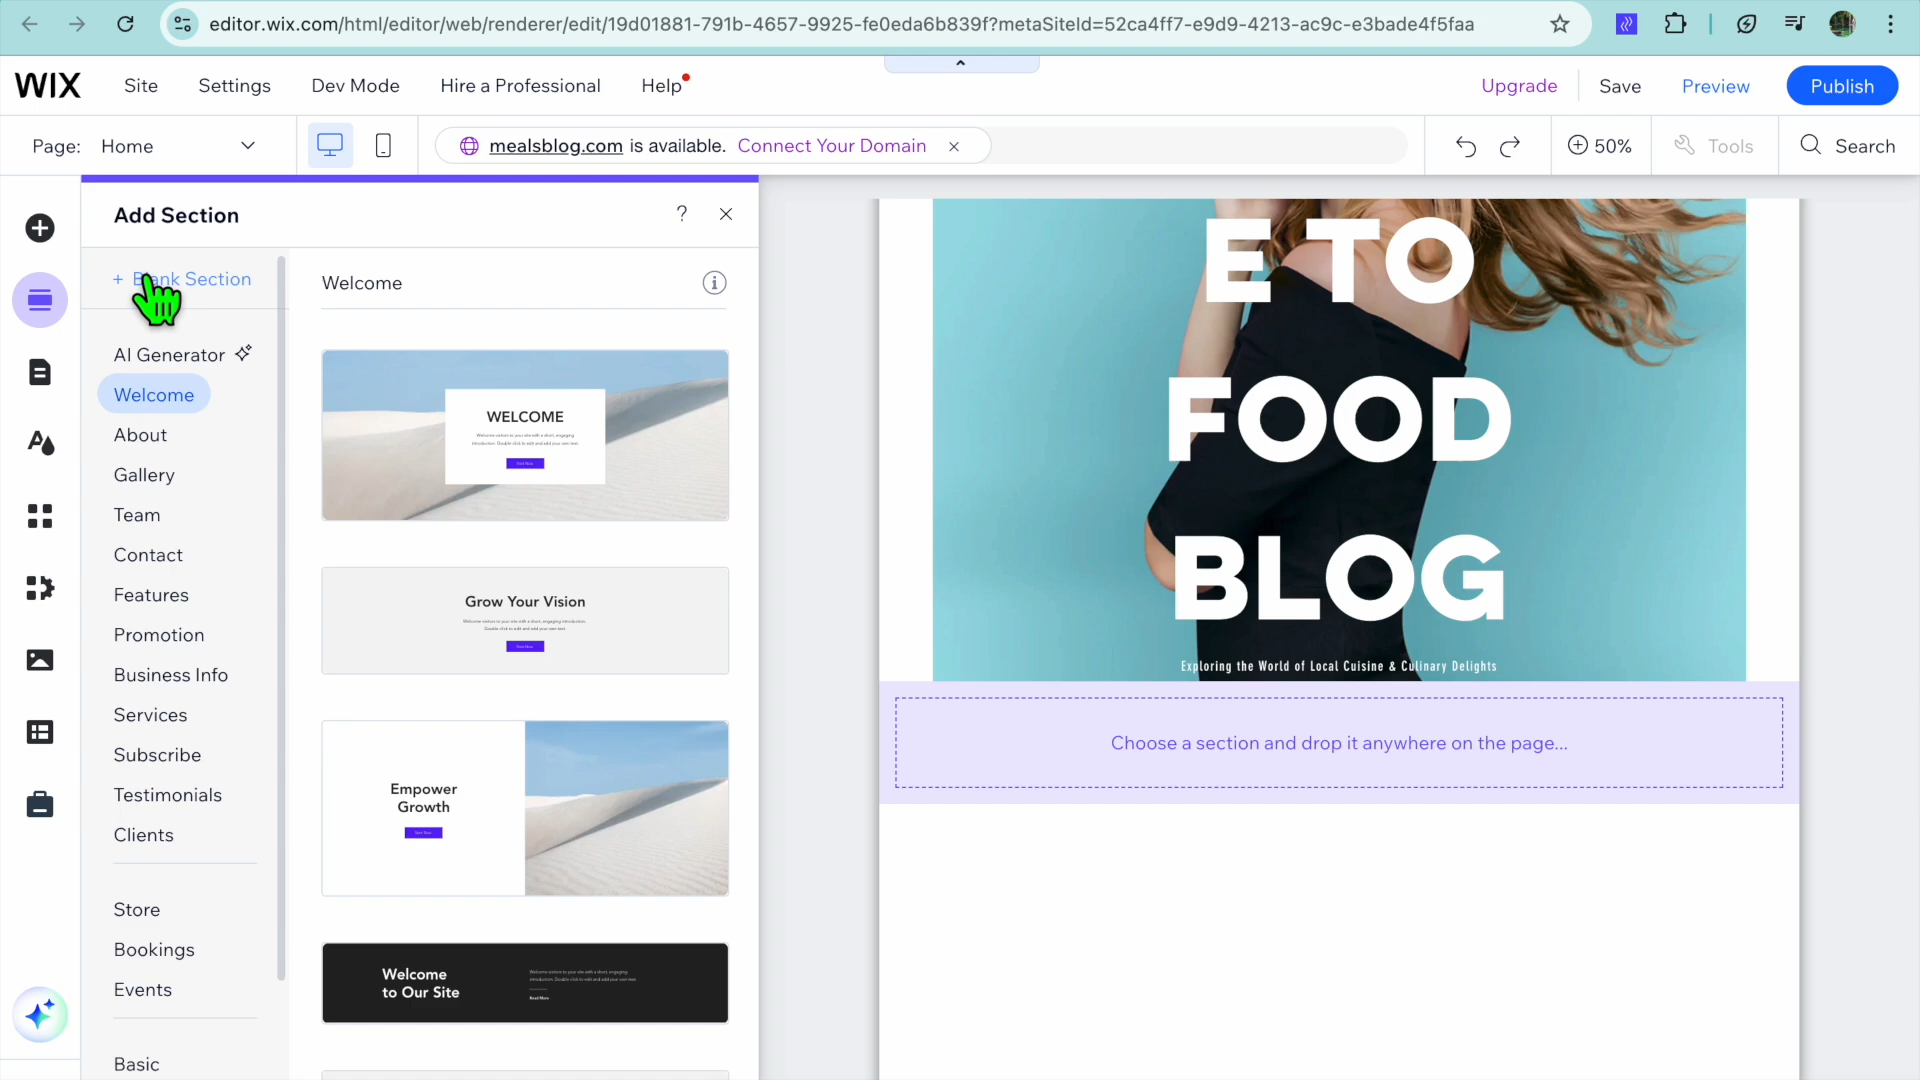 editor.wix.com/html/editor/web/renderer/edit/19d01881-791b-4657-9925-fe0eda6b839f?metaSiteId=52ca4ff7-e9d9-4213-ac9c-e3bade4f5faa
WIX Site Settings Dev Mode Hire a Professional Help Upgrade Save Preview Publish
Page: Home mealsblog.com is available. Connect Your Domain 50% Tools Search
Add Section ?
+ Blank Section
AI Generator
Welcome
About
Gallery
Team
Contact
Features
Promotion
Business Info
Services
Subscribe
Testimonials
Clients
Store
Bookings
Events
Basic
Welcome
WELCOME
Welcome visitors to your site with a short, engaging
introduction. Double click to edit and add your own text.
Grow Your Vision
Welcome visitors to your site with a short, engaging introduction.
Double click to edit and add your own text.
Empower
Growth
Welcome
to Our Site
Welcome visitors to your site with a short, engaging
introduction. Double click to edit and add your own text.
Read More
E TO
FOOD
BLOG
Exploring the World of Local Cuisine & Culinary Delights
Choose a section and drop it anywhere on the page...